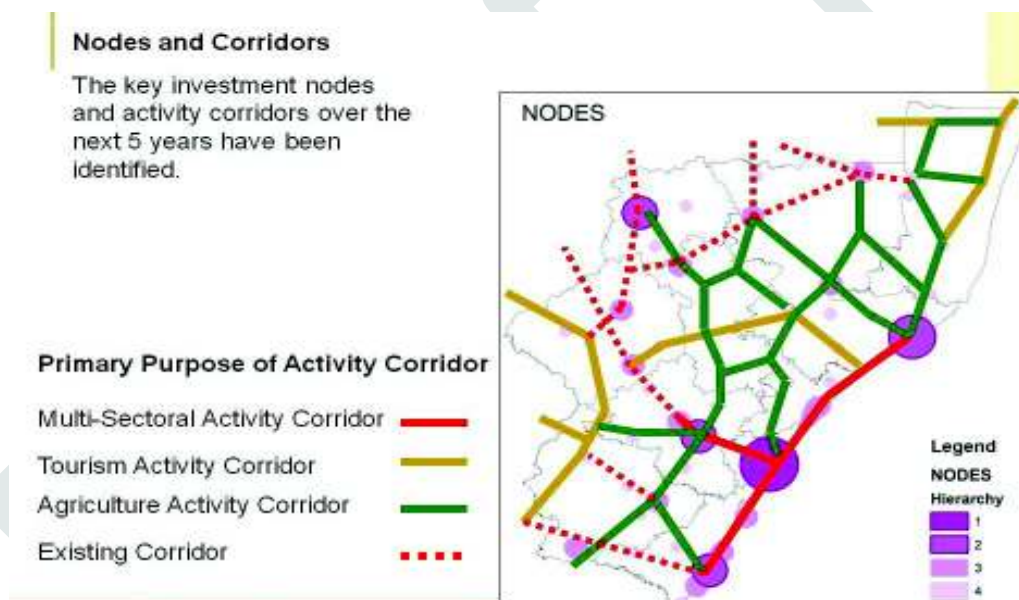 Nodes and Corridors
The key investment nodes
and activity corridors over the
next 5 years have been
identified.
NODES
Primary Purpose of Activity Corridor
Multi-Sectoral Activity Corridor
Tourism Activity Corridor
Agriculture Activity Corridor
Existing Corridor
Legend
NODES
Hierarchy
1
2
3
4